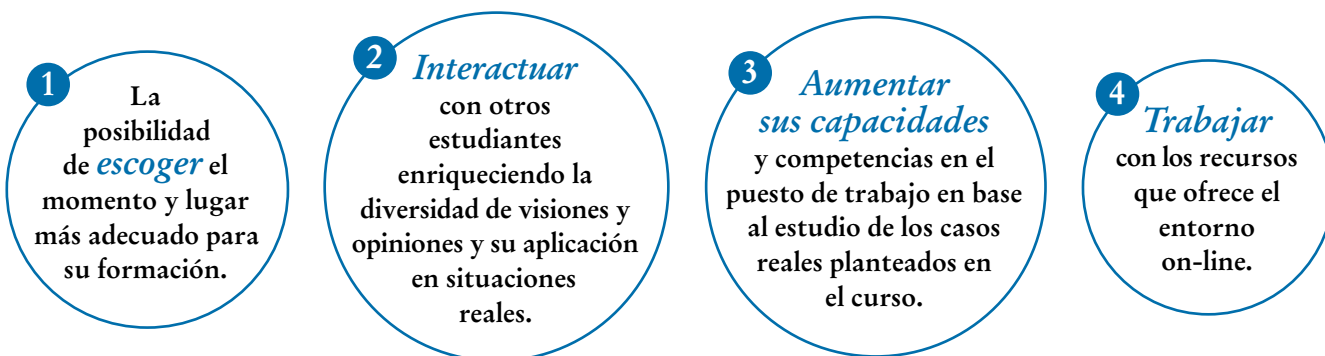 1
La
posibilidad
de escoger el
momento y lugar
más adecuado para
su formación.
2
Interactuar
con otros
estudiantes
enriqueciendo la
diversidad de visiones y
opiniones y su aplicación
en situaciones
reales.
3
Aumentar
sus capacidades
y competencias en el
puesto de trabajo en base
al estudio de los casos
reales planteados en
el curso.
4
Trabajar
con los recursos
que ofrece el
entorno
on-line.